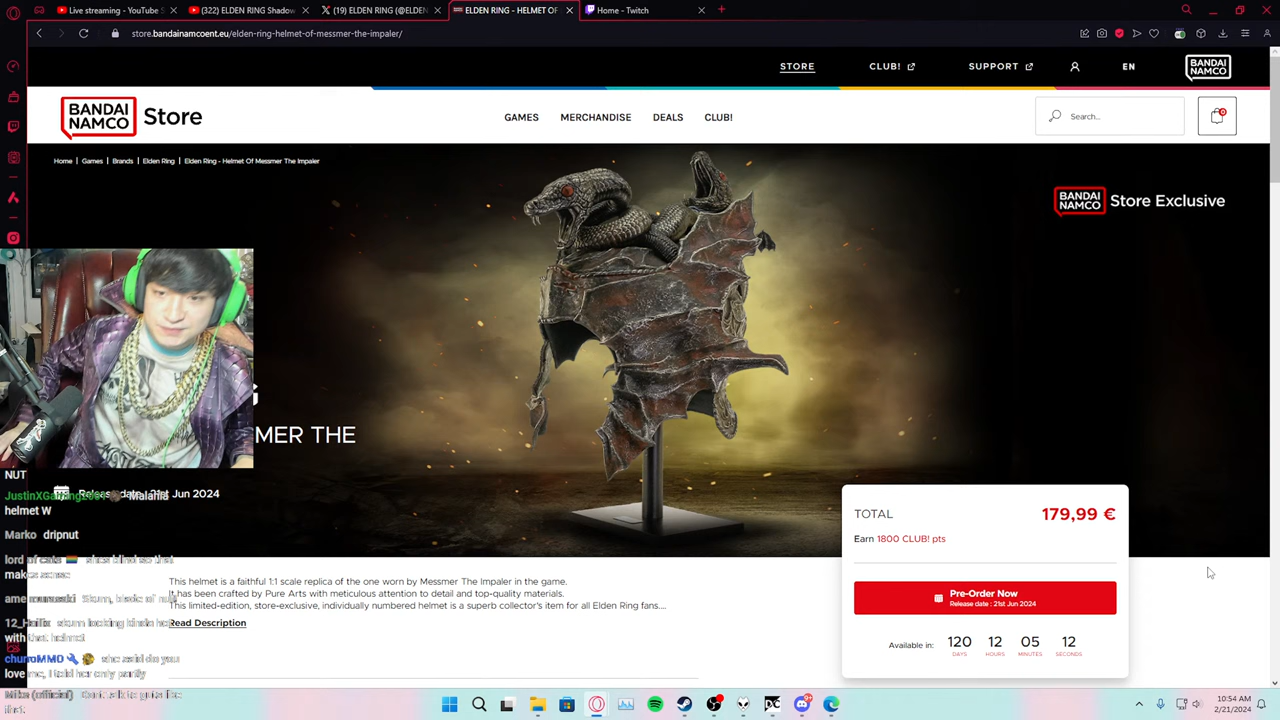 Live streaming - YouTube S
(322) ELDEN RING Shadow
(19) ELDEN RING (@ELDEN
ELDEN RING - HELMET OF
Home - Twitch
store.bandainamcoent.eu/elden-ring-helmet-of-messmer-the-impaler/
STORE
CLUB!
SUPPORT
EN
BANDAI NAMCO
BANDAI
NAMCO
Store
GAMES
MERCHANDISE
DEALS
CLUB!
Search...
0
Home | Games | Brands | Elden Ring | Elden Ring - Helmet Of Messmer The Impaler
BANDAI
NAMCO
Store Exclusive
G
MER THE
NUT
helmet W
Jun 2024
Marko dripnut
TOTAL
179,99 €
Earn 1800 CLUB! pts
Pre-Order Now
Release date : 21st Jun 2024
Available in:
120
DAYS
12
HOURS
05
MINUTES
12
SECONDS
This helmet is a faithful 1:1 scale replica of the one worn by Messmer The Impaler in the game.
It has been crafted by Pure Arts with meticulous attention to detail and top-quality materials.
This limited-edition, store-exclusive, individually numbered helmet is a superb collector's item for all Elden Ring fans....
Read Description
10:54 AM
2/21/2024